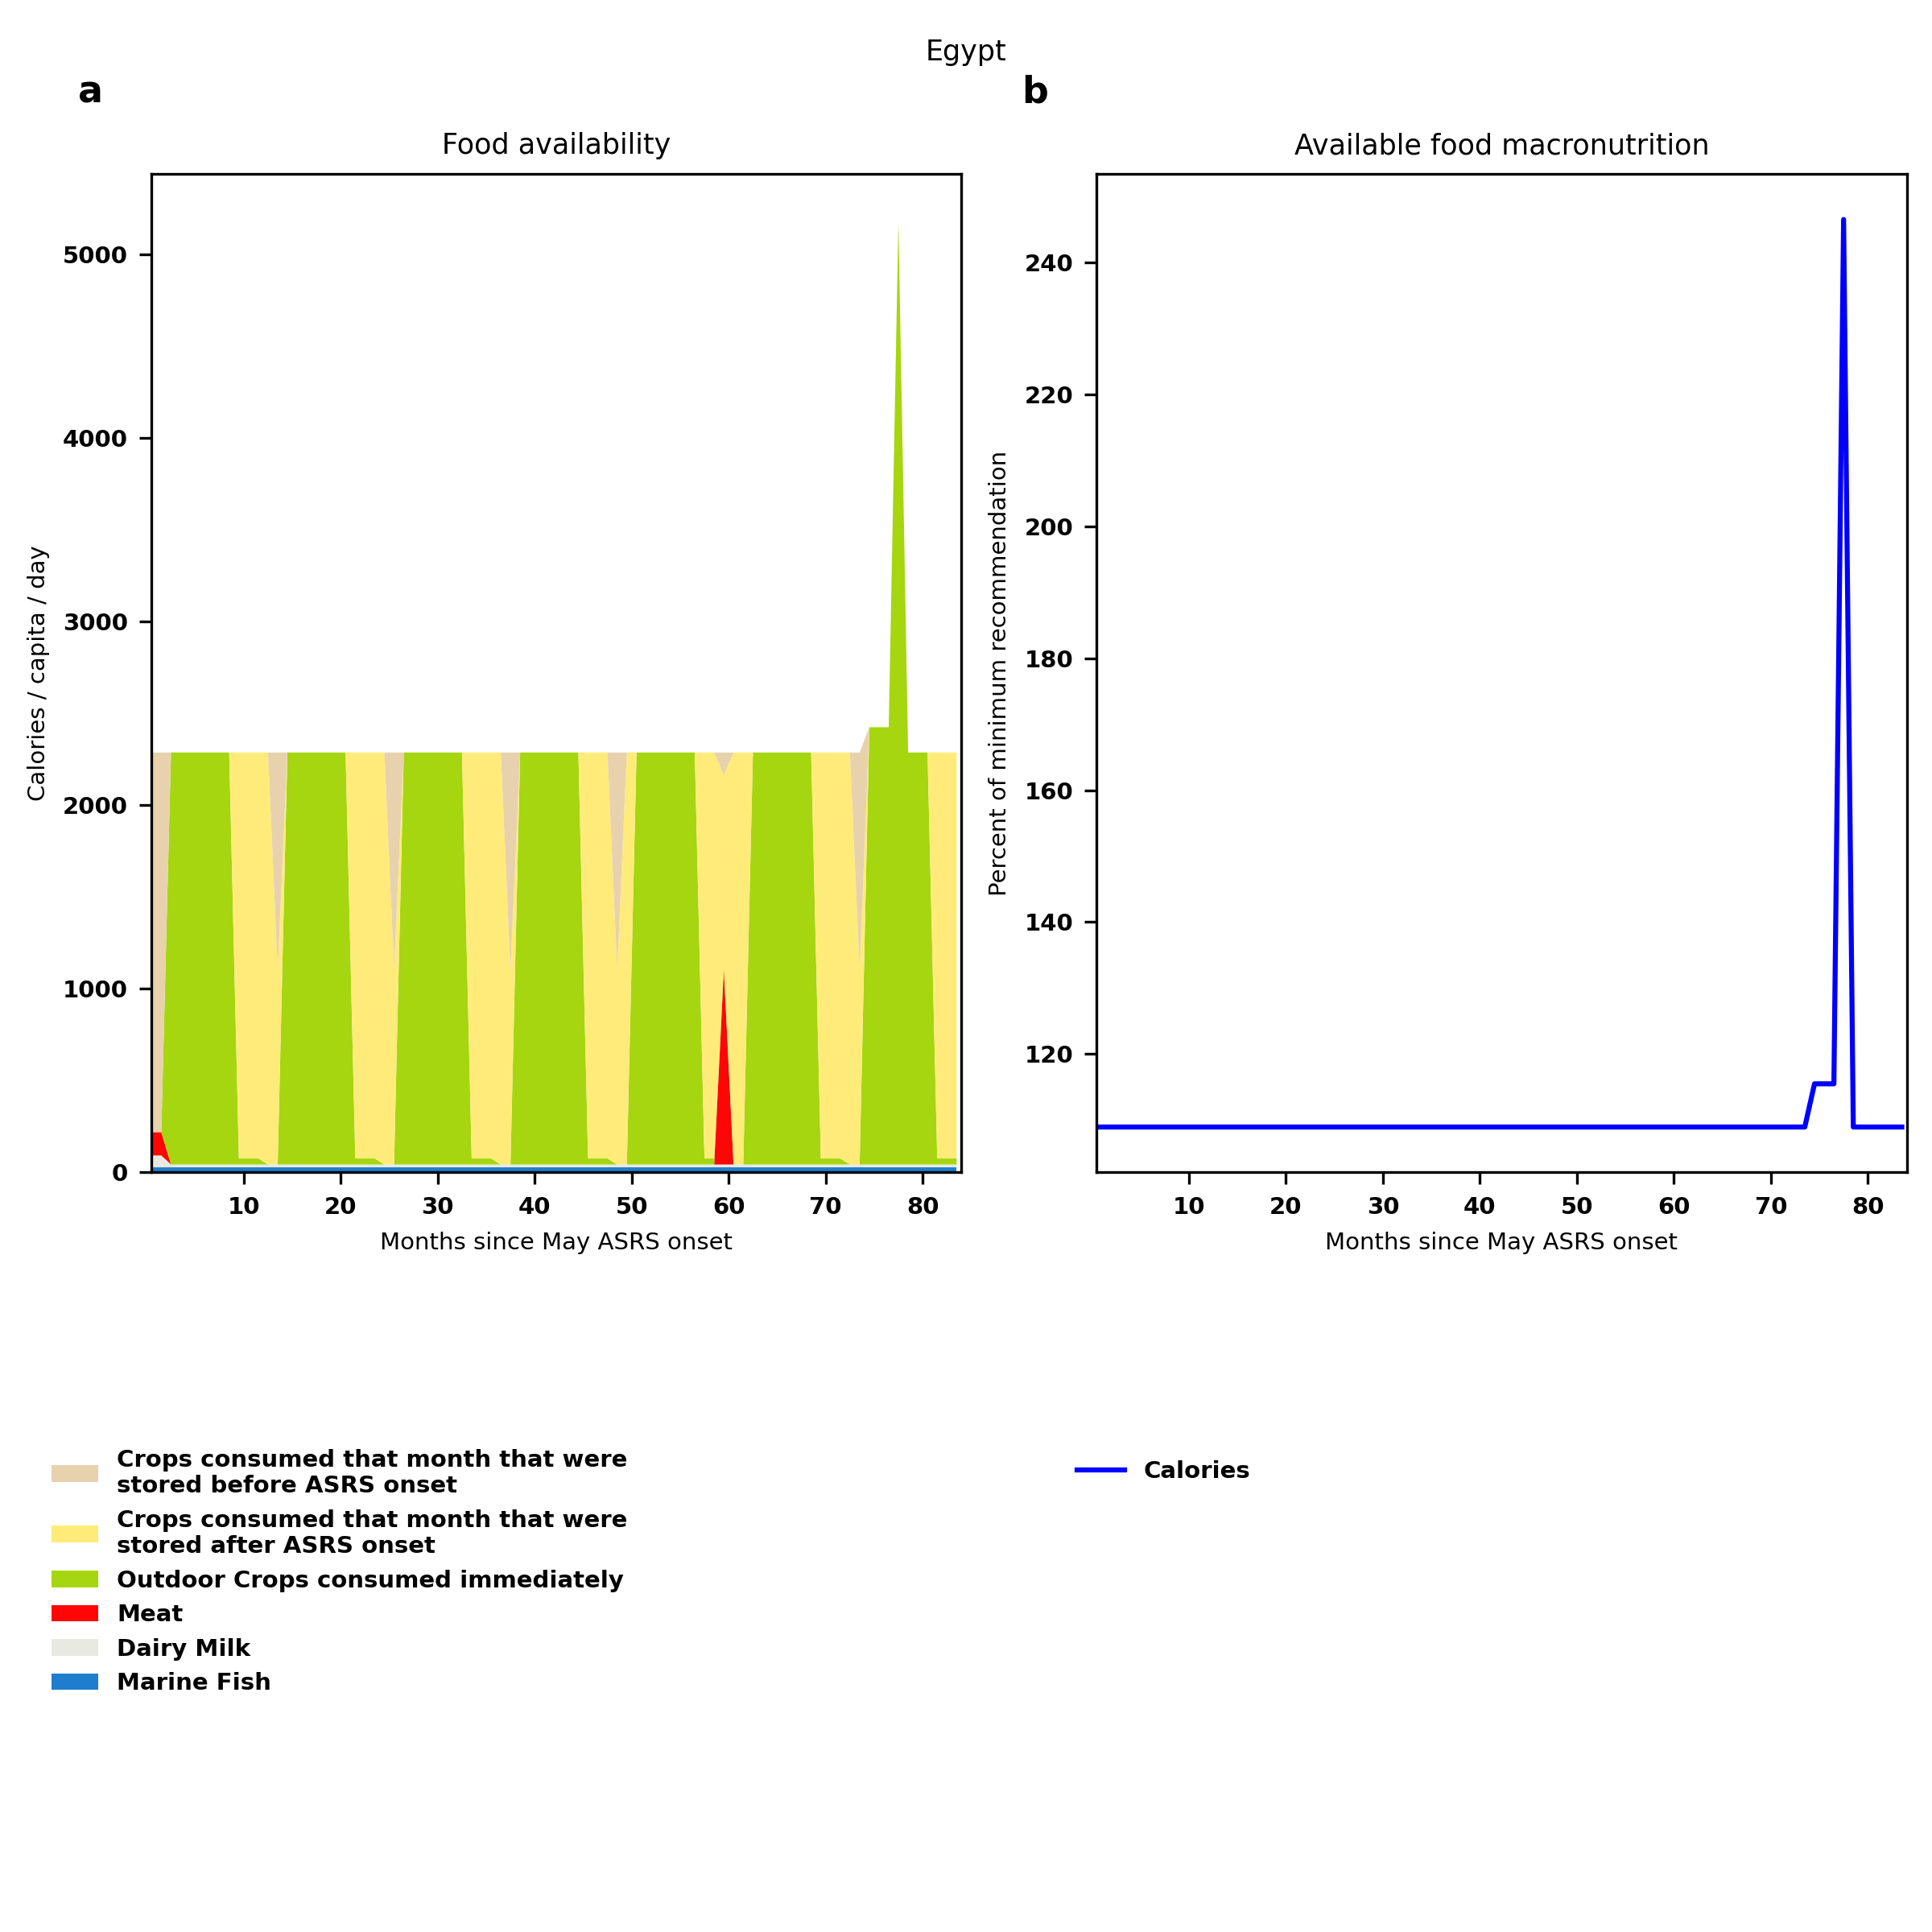 Egypt
a
Food availability
Calories / capita / day
5000
4000
3000
2000
1000
0
10 20 30 40 50 60 70 80
Months since May ASRS onset
b
Available food macronutrition
Percent of minimum recommendation
240
220
200
180
160
140
120
10 20 30 40 50 60 70 80
Months since May ASRS onset
Crops consumed that month that were
stored before ASRS onset
Crops consumed that month that were
stored after ASRS onset
Outdoor Crops consumed immediately
Meat
Dairy Milk
Marine Fish
Calories